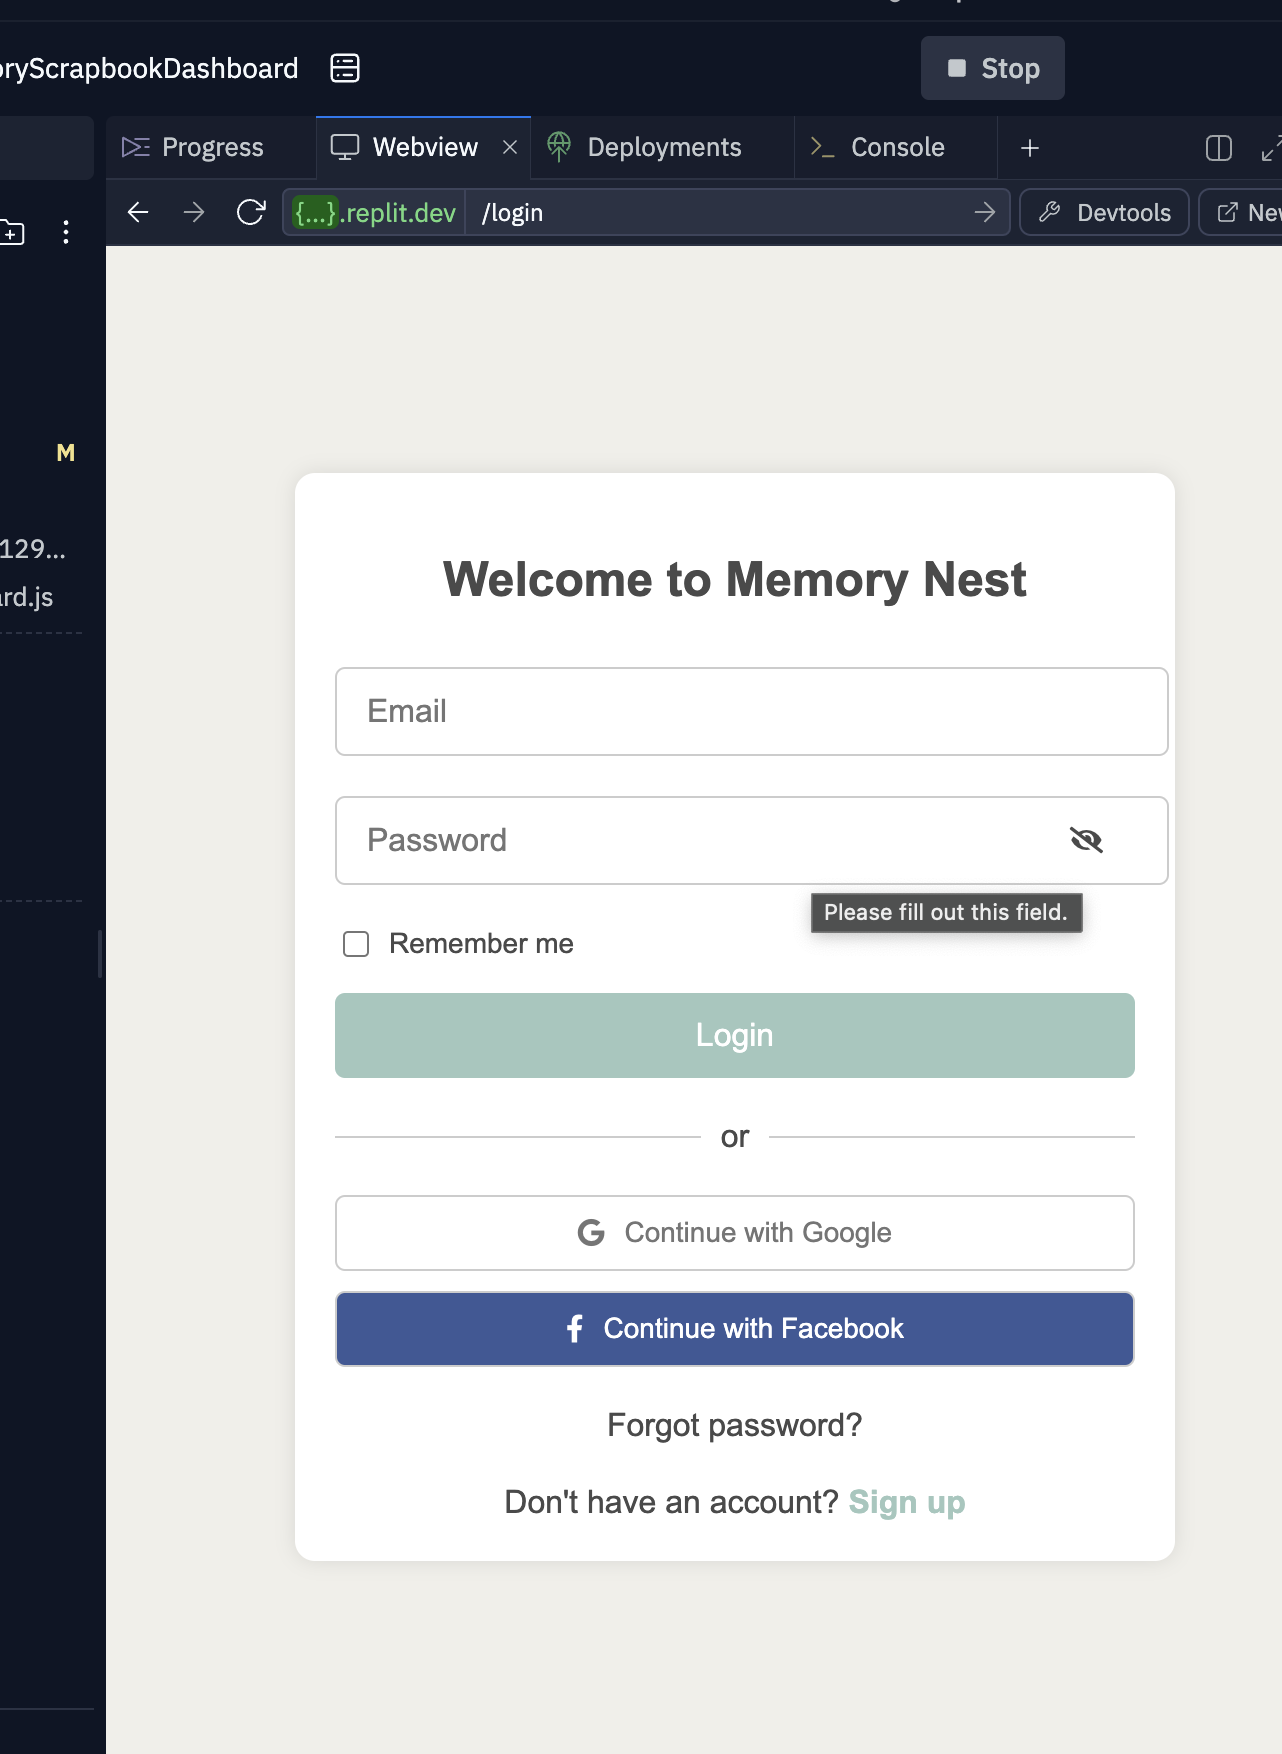 oryScrapbookDashboard
Stop
Progress
Webview
Deployments
Console
{...}.replit.dev
/login
Devtools
New
M
129...
ard.js
Welcome to Memory Nest
Email
Password
Please fill out this field.
Remember me
Login
or
Continue with Google
Continue with Facebook
Forgot password?
Don't have an account? Sign up